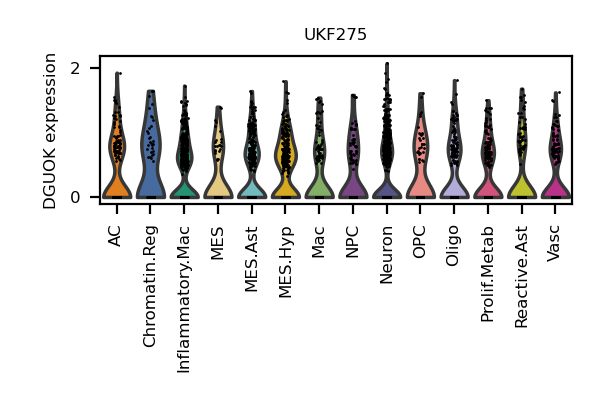 UKF275
DGUOK expression
2
0
AC
Chromatin.Reg
Inflammatory.Mac
MES
MES.Ast
MES.Hyp
Mac
NPC
Neuron
OPC
Oligo
Prolif.Metab
Reactive.Ast
Vasc